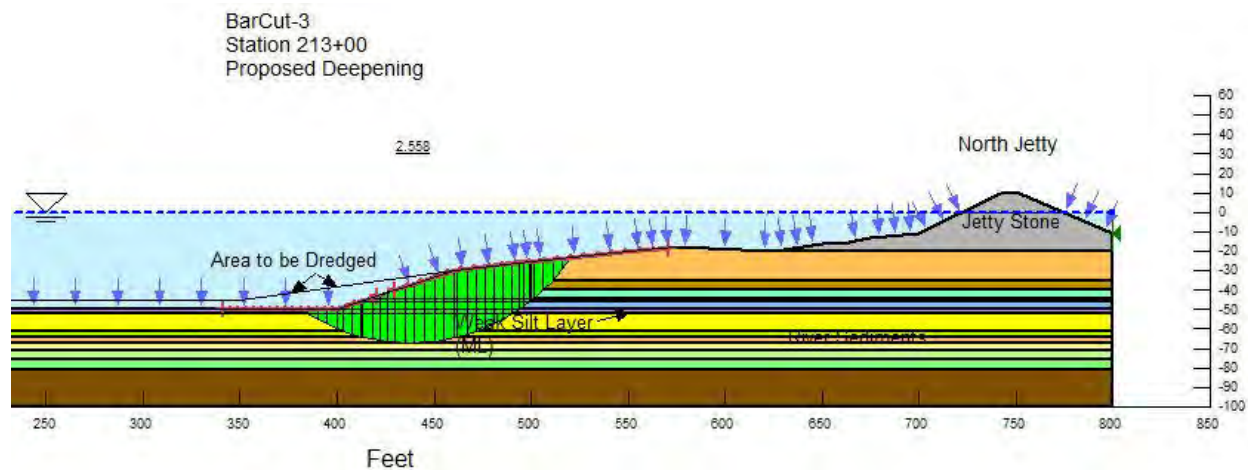 BarCut-3
Station 213+00
Proposed Deepening
60
50
40
2.558
North Jetty
30
20
10
0
Jetty Stone
-10
-20
Area to be Dredged
-30
-40
-50
Weak Silt Layer
(ML)
River Sediments
-60
-70
-80
-90
-100
250 300 350 400 450 500 550 600 650 700 750 800 850
Feet